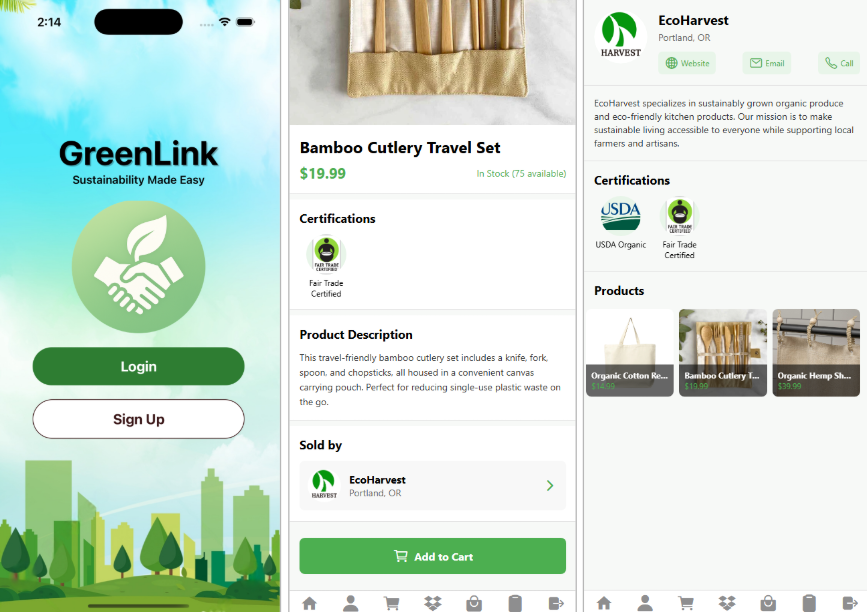 2:14
GreenLink
Sustainability Made Easy
Login
Sign Up
Bamboo Cutlery Travel Set
$19.99
In Stock (75 available)
Certifications
FAIR TRADE
CERTIFIED
Fair Trade
Certified
Product Description
This travel-friendly bamboo cutlery set includes a knife, fork,
spoon, and chopsticks, all housed in a convenient canvas
carrying pouch. Perfect for reducing single-use plastic waste on
the go.
Sold by
HARVEST
EcoHarvest
Portland, OR
Add to Cart
HARVEST
EcoHarvest
Portland, OR
Website
Email
Call
EcoHarvest specializes in sustainably grown organic produce
and eco-friendly kitchen products. Our mission is to make
sustainable living accessible to everyone while supporting local
farmers and artisans.
Certifications
USDA
FAIR TRADE
CERTIFIED
USDA Organic
Fair Trade
Certified
Products
Organic Cotton Re...
$14.99
Bamboo Cutlery T...
$19.99
Organic Hemp Sh...
$39.99